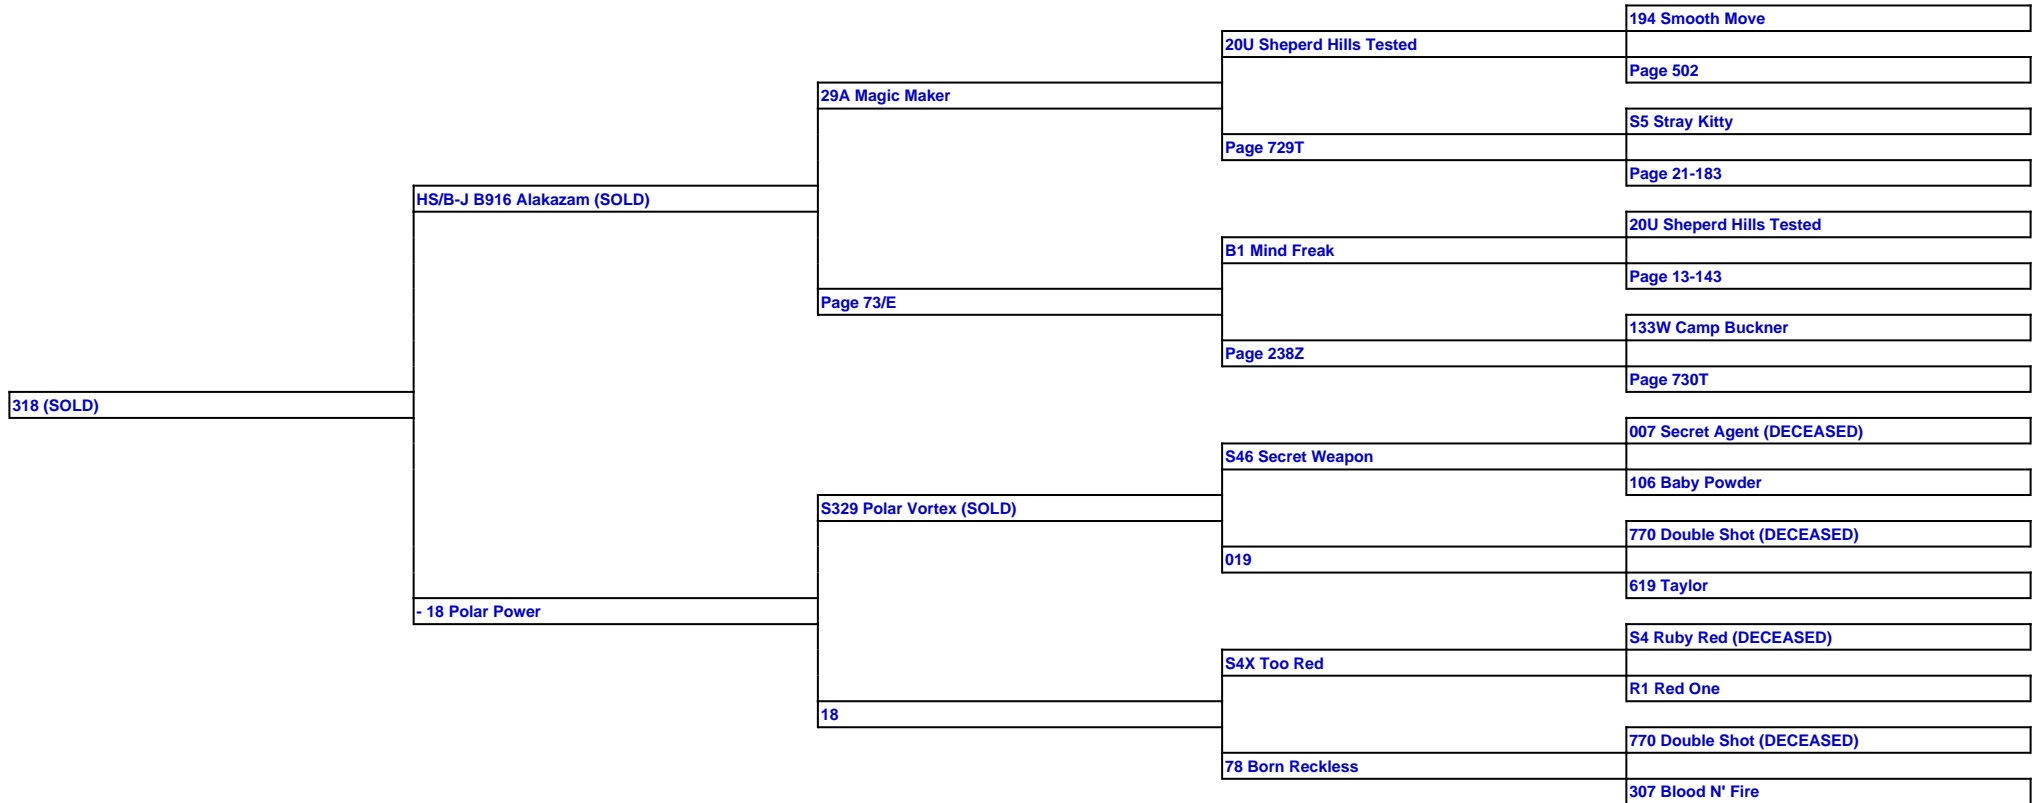 194 Smooth Move
20U Sheperd Hills Tested
Page 502
29A Magic Maker
S5 Stray Kitty
Page 729T
Page 21-183
HS/B-J B916 Alakazam (SOLD)
20U Sheperd Hills Tested
B1 Mind Freak
Page 13-143
Page 73/E
133W Camp Buckner
Page 238Z
Page 730T
318 (SOLD)
007 Secret Agent (DECEASED)
S46 Secret Weapon
106 Baby Powder
S329 Polar Vortex (SOLD)
770 Double Shot (DECEASED)
019
619 Taylor
- 18 Polar Power
S4 Ruby Red (DECEASED)
S4X Too Red
R1 Red One
18
770 Double Shot (DECEASED)
78 Born Reckless
307 Blood N' Fire